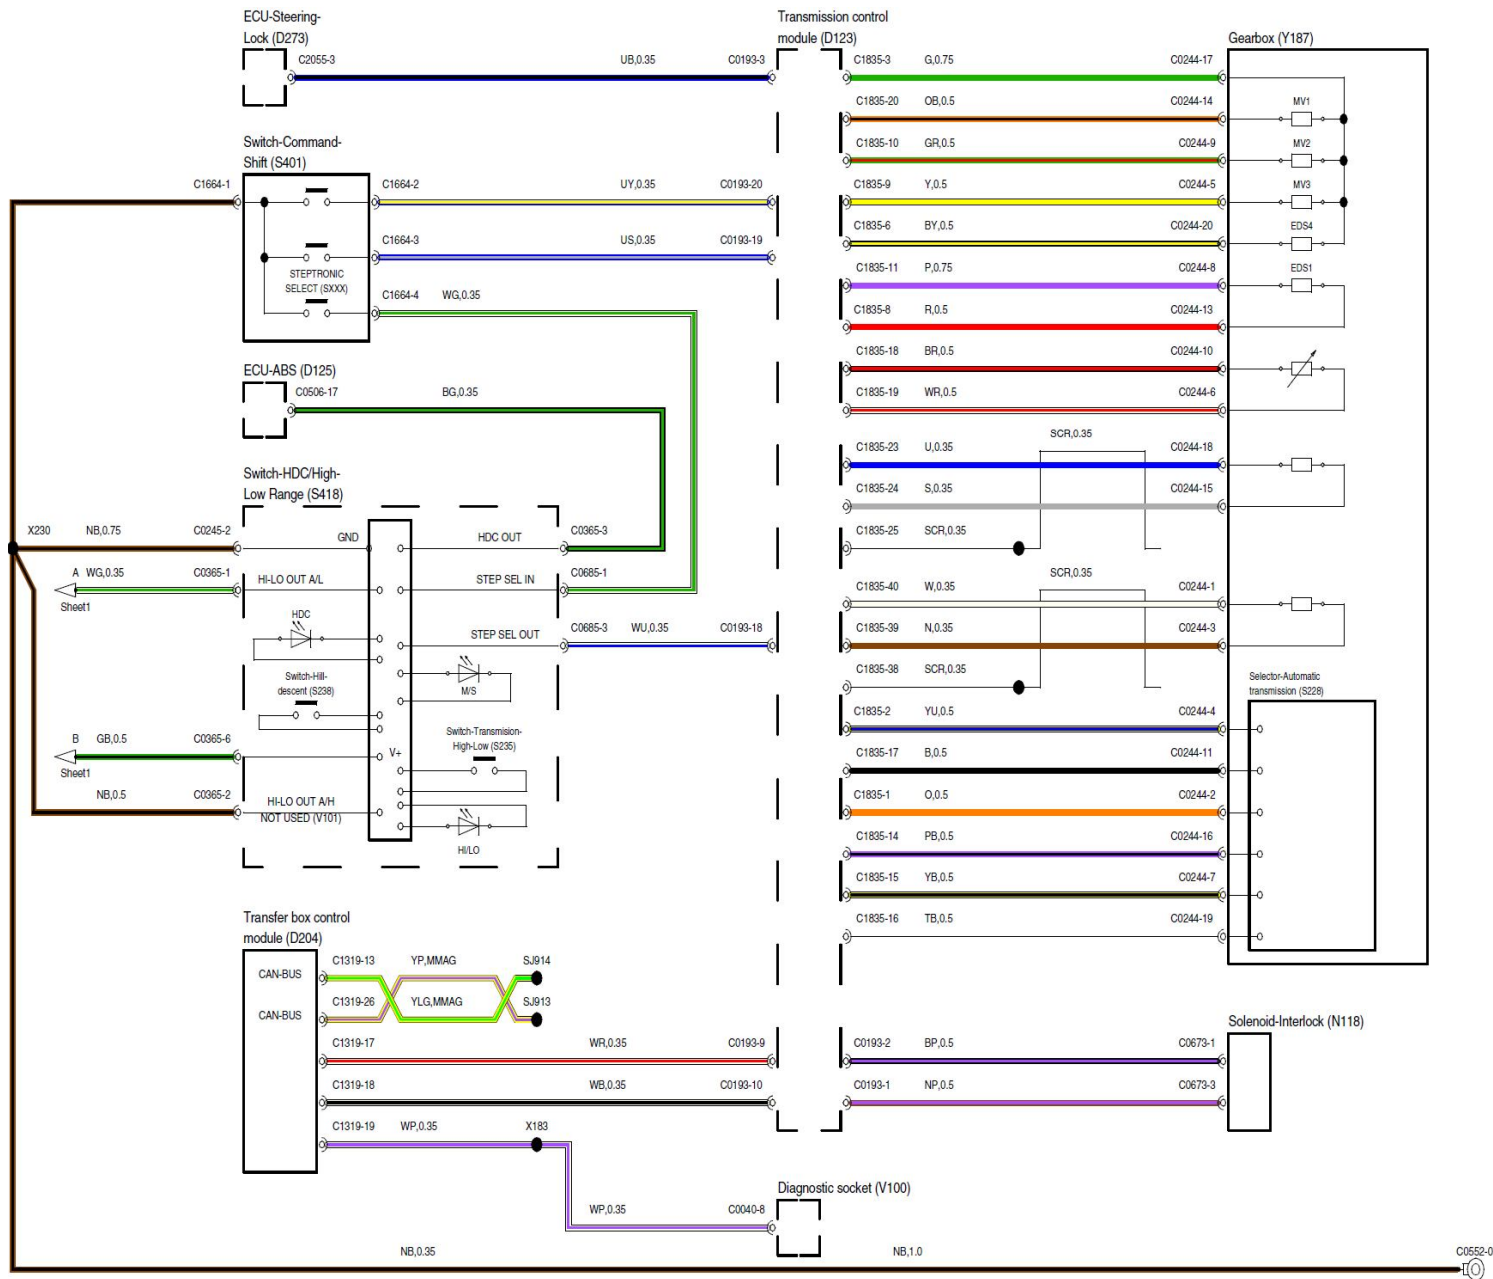 ECU-Steering-
Lock (D273)
C2055-3
UB,0.35
C0193-3
Switch-Command-
Shift (S401)
C1664-1
C1664-2
UY,0.35
C0193-20
C1664-3
US,0.35
C0193-19
STEPTRONIC
SELECT (SXXX)
C1664-4
WG,0.35
ECU-ABS (D125)
C0506-17
BG,0.35
Switch-HDC/High-
Low Range (S418)
X230
NB,0.75
C0245-2
GND
HDC OUT
C0365-3
A
WG,0.35
C0365-1
Sheet1
HI-LO OUT A/L
STEP SEL IN
C0685-1
HDC
STEP SEL OUT
C0685-3
WU,0.35
C0193-18
M/S
Switch-Hill-
descent (S238)
Switch-Transmision-
High-Low (S235)
B
GB,0.5
C0365-6
V+
Sheet1
NB,0.5
C0365-2
HI-LO OUT A/H
NOT USED (V101)
HI/LO
Transfer box control
module (D204)
CAN-BUS
C1319-13
YP,MMAG
SJ914
CAN-BUS
C1319-26
YLG,MMAG
SJ913
C1319-17
WR,0.35
C0193-9
C1319-18
WB,0.35
C0193-10
C1319-19
WP,0.35
X183
WP,0.35
C0040-8
Diagnostic socket (V100)
NB,0.35
NB,1.0
C0552-0
Transmission control
module (D123)
Gearbox (Y187)
C1835-3
G,0.75
C0244-17
C1835-20
OB,0.5
C0244-14
MV1
C1835-10
GR,0.5
C0244-9
MV2
C1835-9
Y,0.5
C0244-5
MV3
C1835-6
BY,0.5
C0244-20
EDS4
C1835-11
P,0.75
C0244-8
EDS1
C1835-8
R,0.5
C0244-13
C1835-18
BR,0.5
C0244-10
C1835-19
WR,0.5
C0244-6
SCR,0.35
C1835-23
U,0.35
C0244-18
C1835-24
S,0.35
C0244-15
C1835-25
SCR,0.35
SCR,0.35
C1835-40
W,0.35
C0244-1
C1835-39
N,0.35
C0244-3
C1835-38
SCR,0.35
Selector-Automatic
transmission (S228)
C1835-2
YU,0.5
C0244-4
C1835-17
B,0.5
C0244-11
C1835-1
O,0.5
C0244-2
C1835-14
PB,0.5
C0244-16
C1835-15
YB,0.5
C0244-7
C1835-16
TB,0.5
C0244-19
Solenoid-Interlock (N118)
C0193-2
BP,0.5
C0673-1
C0193-1
NP,0.5
C0673-3